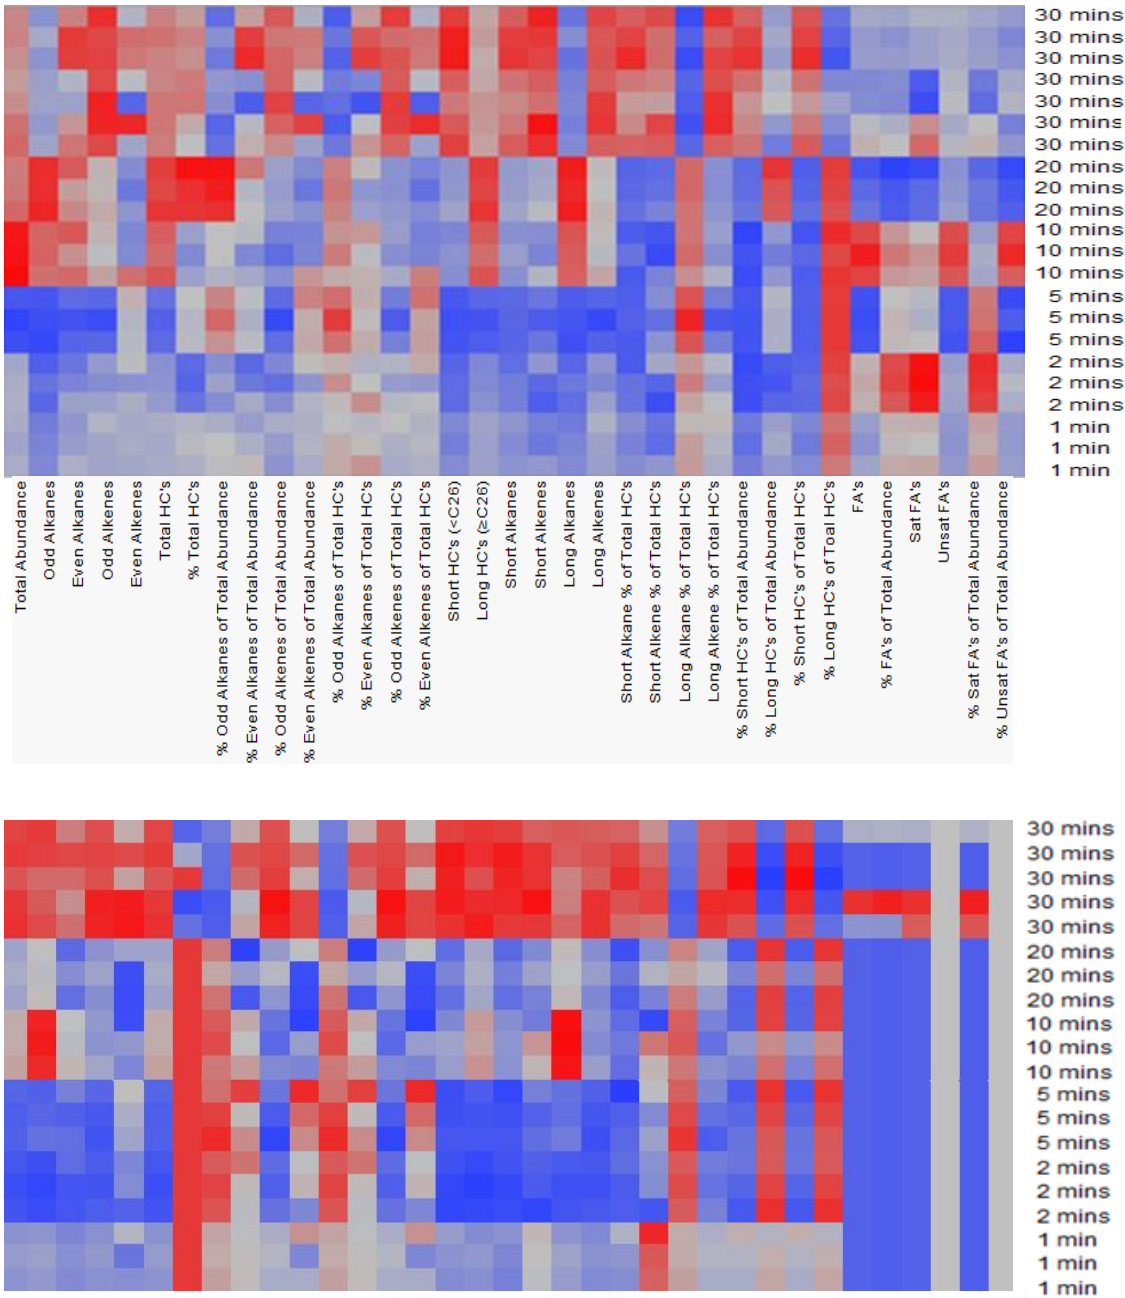 30 mins
30 mins
30 mins
30 mins
30 mins
30 mins
30 mins
20 mins
20 mins
20 mins
10 mins
10 mins
10 mins
5 mins
5 mins
5 mins
2 mins
2 mins
2 mins
1 min
1 min
1 min
Total Abundance
Odd Alkanes
Even Alkanes
Odd Alkenes
Even Alkenes
Total HC's
% Total HC's
% Odd Alkanes of Total Abundance
% Even Alkanes of Total Abundance
% Odd Alkenes of Total Abundance
% Even Alkenes of Total Abundance
% Odd Alkanes of Total HC's
% Even Alkanes of Total HC's
% Odd Alkenes of Total HC's
% Even Alkenes of Total HC's
Short HC's (<C26)
Long HC's (≥C26)
Short Alkanes
Short Alkenes
Long Alkanes
Long Alkenes
Short Alkane % of Total HC's
Short Alkene % of Total HC's
Long Alkane % of Total HC's
Long Alkene % of Total HC's
% Short HC's of Total Abundance
% Long HC's of Total Abundance
% Short HC's of Total HC's
% Long HC's of Toal HC's
FA's
% FA's of Total Abundance
Sat FA's
Unsat FA's
% Sat FA's of Total Abundance
% Unsat FA's of Total Abundance
30 mins
30 mins
30 mins
30 mins
30 mins
20 mins
20 mins
20 mins
10 mins
10 mins
10 mins
5 mins
5 mins
5 mins
2 mins
2 mins
2 mins
1 min
1 min
1 min